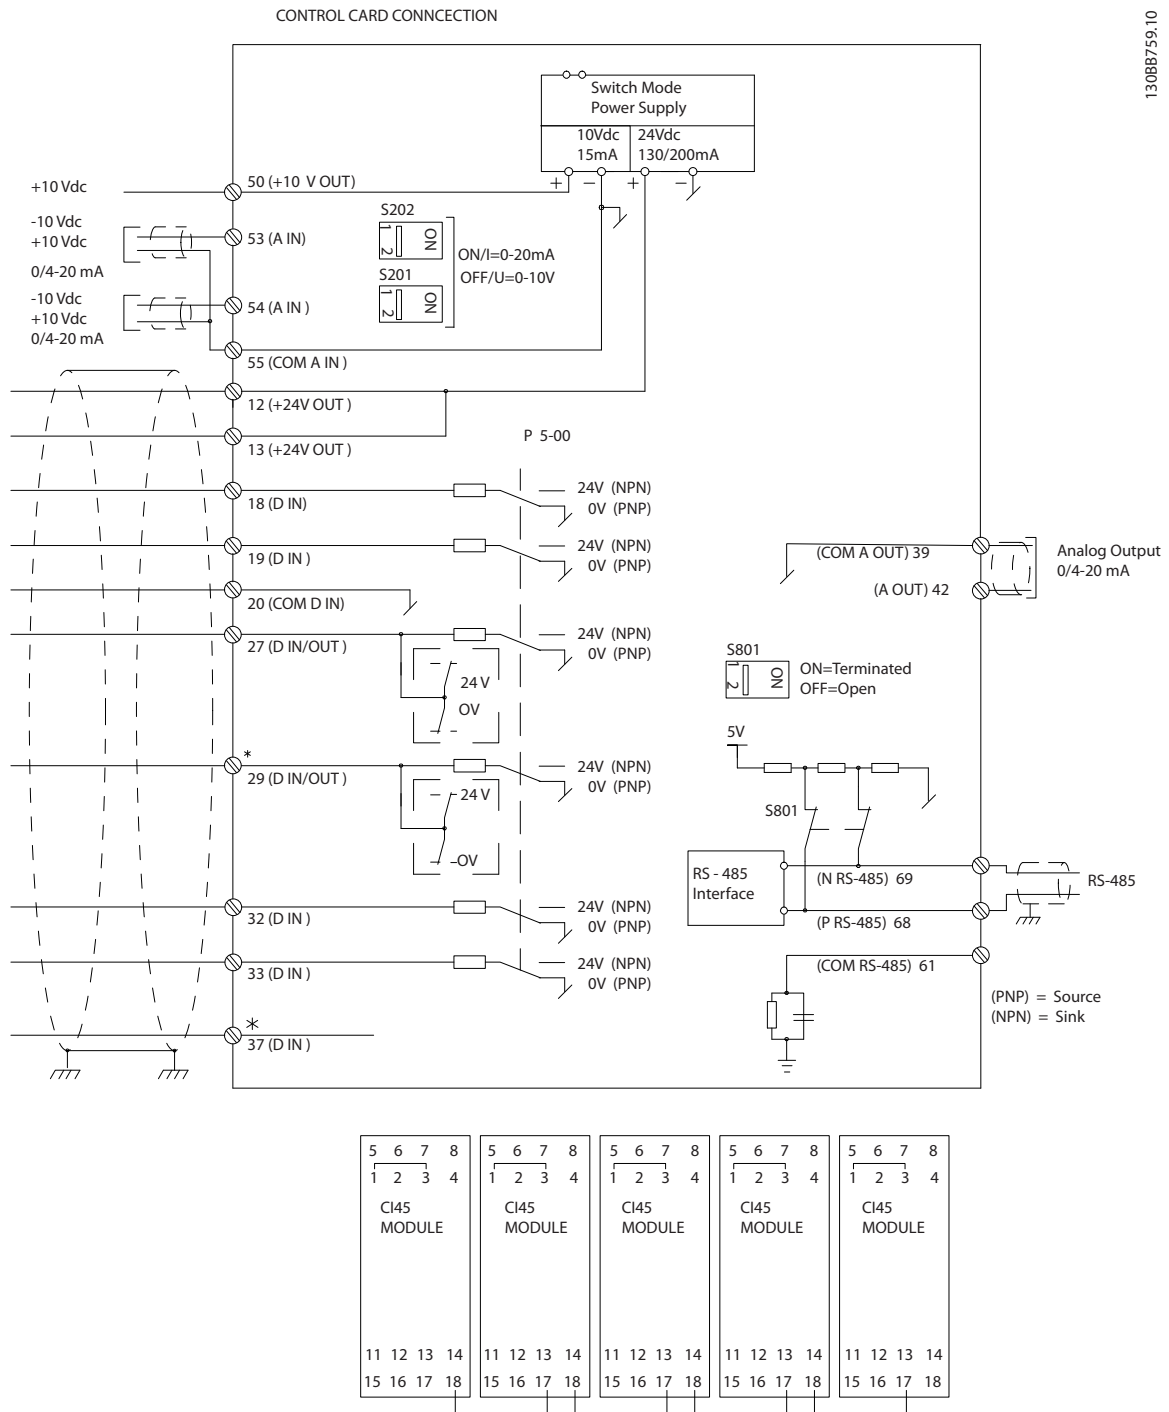 CONTROL CARD CONNCECTION
130BB759.10
Switch Mode
Power Supply
10Vdc
15mA
24Vdc
130/200mA
+ − + −
+10 Vdc
50 (+10 V OUT)
-10 Vdc
+10 Vdc
0/4-20 mA
53 (A IN)
S202
1 2 ON
S201
1 2 ON
ON/I=0-20mA
OFF/U=0-10V
-10 Vdc
+10 Vdc
0/4-20 mA
54 (A IN )
55 (COM A IN )
12 (+24V OUT )
13 (+24V OUT )
P 5-00
18 (D IN)
24V (NPN)
0V (PNP)
19 (D IN )
24V (NPN)
0V (PNP)
20 (COM D IN)
27 (D IN/OUT )
24V (NPN)
0V (PNP)
24 V
OV
*
29 (D IN/OUT )
24V (NPN)
0V (PNP)
24 V
OV
32 (D IN )
24V (NPN)
0V (PNP)
33 (D IN )
24V (NPN)
0V (PNP)
*
37 (D IN )
(COM A OUT) 39
(A OUT) 42
Analog Output
0/4-20 mA
S801
1 2 ON
ON=Terminated
OFF=Open
5V
S801
RS - 485
Interface
(N RS-485) 69
(P RS-485) 68
RS-485
(COM RS-485) 61
(PNP) = Source
(NPN) = Sink
5 6 7 8
1 2 3 4
CI45
MODULE
11 12 13 14
15 16 17 18
5 6 7 8
1 2 3 4
CI45
MODULE
11 12 13 14
15 16 17 18
5 6 7 8
1 2 3 4
CI45
MODULE
11 12 13 14
15 16 17 18
5 6 7 8
1 2 3 4
CI45
MODULE
11 12 13 14
15 16 17 18
5 6 7 8
1 2 3 4
CI45
MODULE
11 12 13 14
15 16 17 18